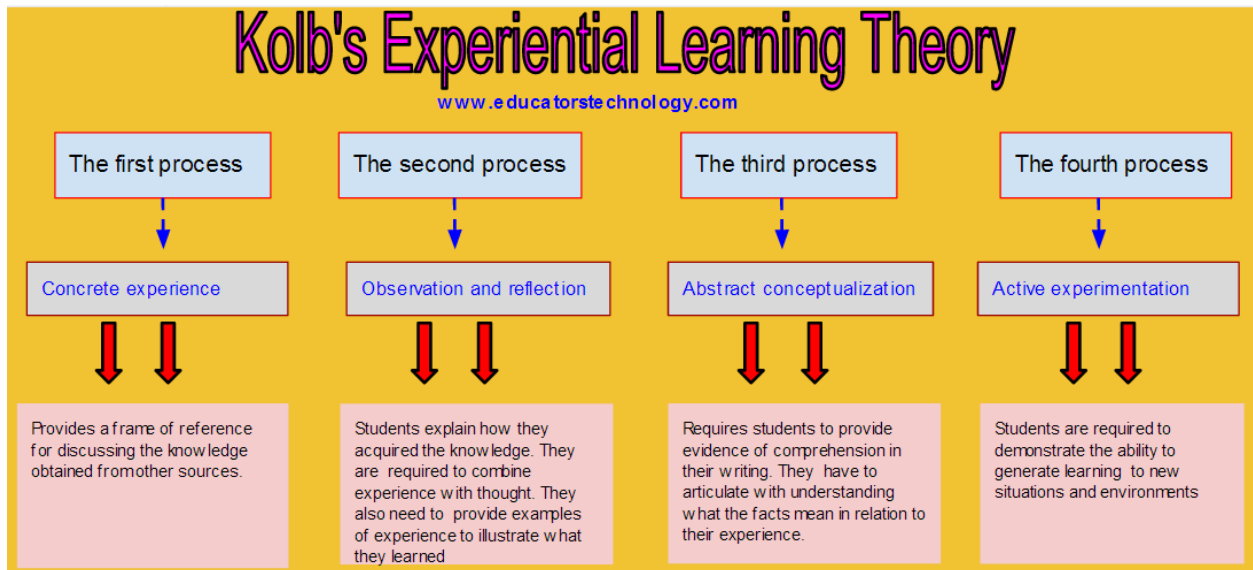 Kolb's Experiential Learning Theory
www.educatorstechnology.com
The first process
The second process
The third process
The fourth process
Concrete experience
Observation and reflection
Abstract conceptualization
Active experimentation
Provides a frame of reference
for discussing the knowledge
obtained from other sources.
Students explain how they
acquired the knowledge. They
are required to combine
experience with thought. They
also need to provide examples
of experience to illustrate what
they learned
Requires students to provide
evidence of comprehension in
their writing. They have to
articulate with understanding
what the facts mean in relation to
their experience.
Students are required to
demonstrate the ability to
generate learning to new
situations and environments